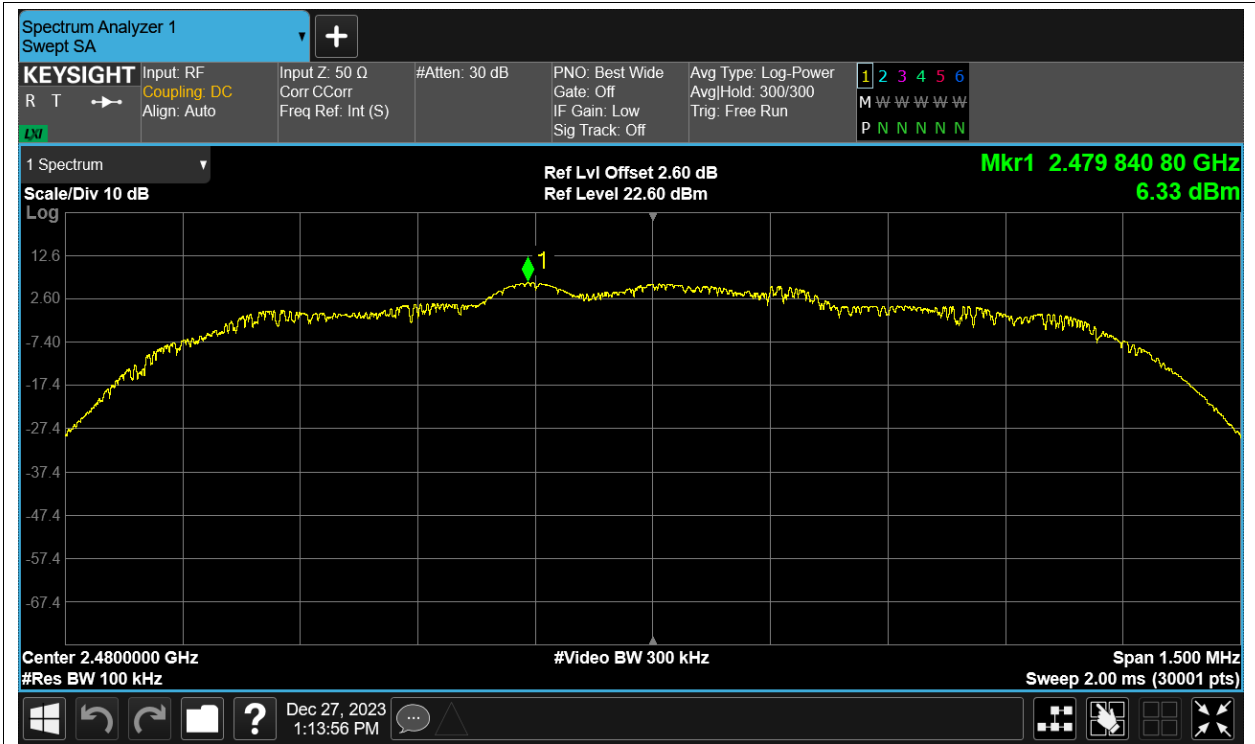 Spectrum Analyzer 1
Swept SA
KEYSIGHT
R T
LXI
Input: RF
Coupling: DC
Align: Auto
Input Z: 50 Ω
Corr CCorr
Freq Ref: Int (S)
#Atten: 30 dB
PNO: Best Wide
Gate: Off
IF Gain: Low
Sig Track: Off
Avg Type: Log-Power
Avg|Hold: 300/300
Trig: Free Run
1 2 3 4 5 6
M W W W W W
P N N N N N
1 Spectrum
Scale/Div 10 dB
Log
Ref Lvl Offset 2.60 dB
Ref Level 22.60 dBm
Mkr1 2.479 840 80 GHz
6.33 dBm
1
12.6
2.60
-7.40
-17.4
-27.4
-37.4
-47.4
-57.4
-67.4
Center 2.4800000 GHz
#Video BW 300 kHz
Span 1.500 MHz
#Res BW 100 kHz
Sweep 2.00 ms (30001 pts)
?
Dec 27, 2023
1:13:56 PM